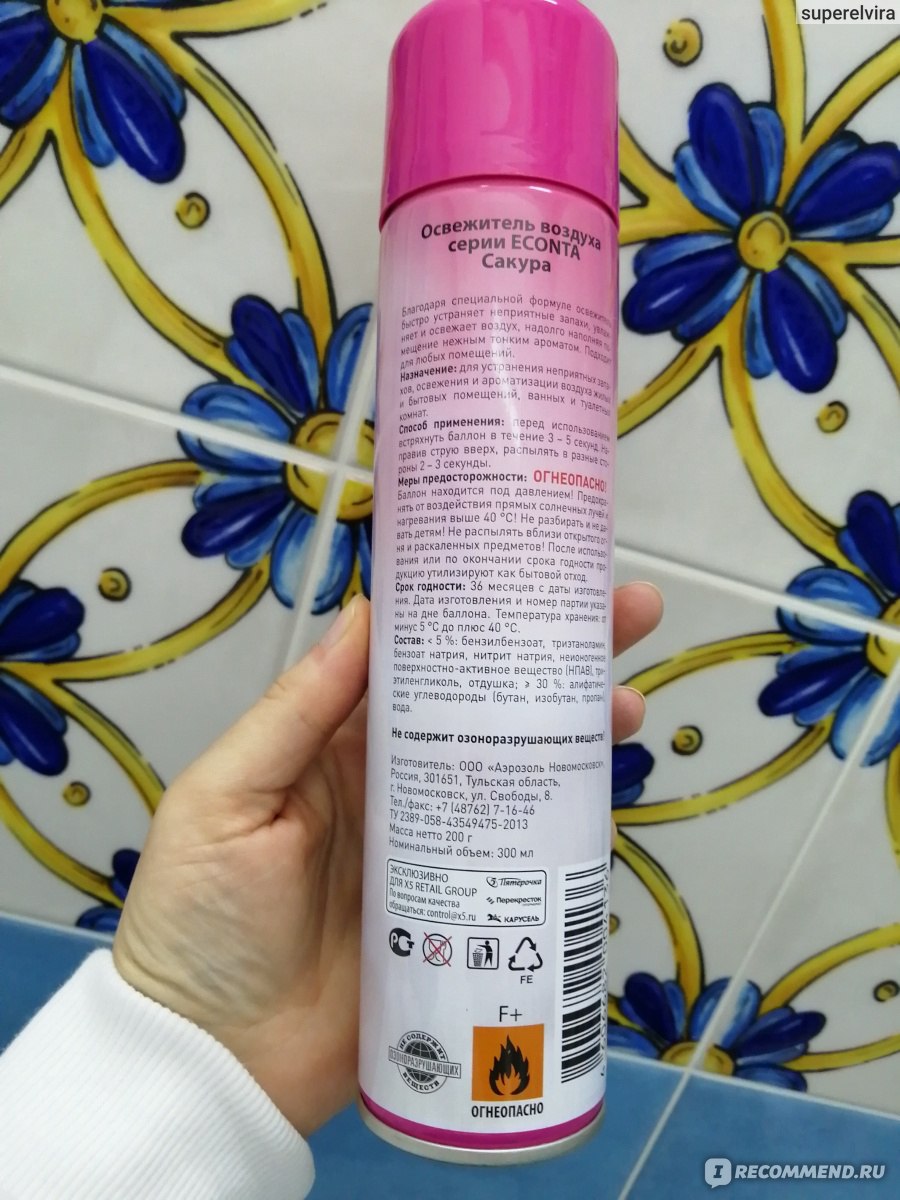 superelvira
Освежитель воздуха
серии ECONTA
Сакура
Благодаря специальной формуле освежитель
быстро устраняет неприятные запахи, увлаж-
няет и освежает воздух, надолго наполняя по-
мещение нежным тонким ароматом. Подходит
для любых помещений.
Назначение: для устранения неприятных запа-
хов, освежения и ароматизации воздуха жилых
и бытовых помещений, ванных и туалетных
комнат.
Способ применения: перед использованием
встряхнуть баллон в течение 3 – 5 секунд. На-
правив струю вверх, распылять в разные сто-
роны 2 – 3 секунды.
Меры предосторожности: ОГНЕОПАСНО!
Баллон находится под давлением! Предохра-
нять от воздействия прямых солнечных лучей и
нагревания выше 40 °C! Не разбирать и не да-
вать детям! Не распылять вблизи открытого ог-
ня и раскаленных предметов! После использо-
вания или по окончании срока годности про-
дукцию утилизируют как бытовой отход.
Срок годности: 36 месяцев с даты изготовле-
ния. Дата изготовления и номер партии указа-
ны на дне баллона. Температура хранения: от
минус 5 °C до плюс 40 °C.
Состав: < 5 %: бензилбензоат, триэтаноламин,
бензоат натрия, нитрит натрия, неионогенное
поверхностно-активное вещество (НПАВ), три-
этиленгликоль, отдушка; ≥ 30 %: алифатиче-
ские углеводороды (бутан, изобутан, пропан),
вода.
Не содержит озоноразрушающих веществ!
Изготовитель: ООО «Аэрозоль Новомосковск»,
Россия, 301651, Тульская область,
г. Новомосковск, ул. Свободы, 8.
Тел./факс: +7 (48762) 7-16-46
ТУ 2389-058-43549475-2013
Масса нетто 200 г
Номинальный объем: 300 мл
ЭКСКЛЮЗИВНО
ДЛЯ X5 RETAIL GROUP
По вопросам качества
обращаться: control@x5.ru
Пятёрочка
Перекресток
КАРУСЕЛЬ
FE
F+
НЕ СОДЕРЖИТ
ОЗОНОРАЗРУШАЮЩИХ
ВЕЩЕСТВ
ОГНЕОПАСНО
IRECOMMEND.RU